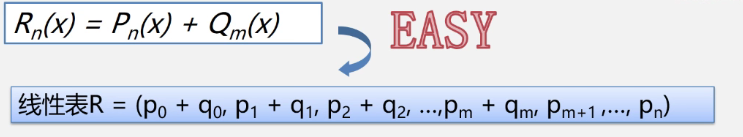 Rₙ(x) = Pₙ(x) + Qₘ(x)
EASY
线性表R = (p₀ + q₀, p₁ + q₁, p₂ + q₂, ...,pₘ + qₘ, pₘ₊₁,..., pₙ)